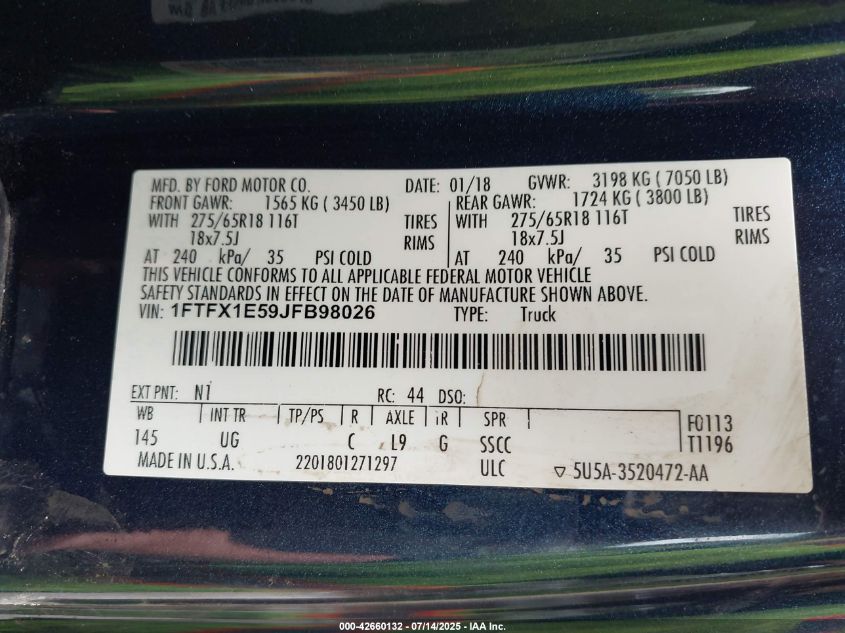 MFD. BY FORD MOTOR CO. DATE: 01/18 GVWR: 3198 KG ( 7050 LB)
FRONT GAWR: 1565 KG ( 3450 LB) REAR GAWR: 1724 KG ( 3800 LB)
WITH 275/65R18 116T TIRES WITH 275/65R18 116T TIRES
18x7.5J RIMS 18x7.5J RIMS
AT 240 kPa/ 35 PSI COLD AT 240 kPa/ 35 PSI COLD
THIS VEHICLE CONFORMS TO ALL APPLICABLE FEDERAL MOTOR VEHICLE
SAFETY STANDARDS IN EFFECT ON THE DATE OF MANUFACTURE SHOWN ABOVE.
VIN: 1FTFX1E59JFB98026 TYPE: Truck
EXT PNT: N1 RC: 44 DSO:
WB INT TR TP/PS R AXLE TR SPR F0113
145 UG C L9 G SSCC T1196
MADE IN U.S.A. 2201801271297 ULC ▽ 5U5A-3520472-AA
000-42660132 - 07/14/2025 - IAA Inc.